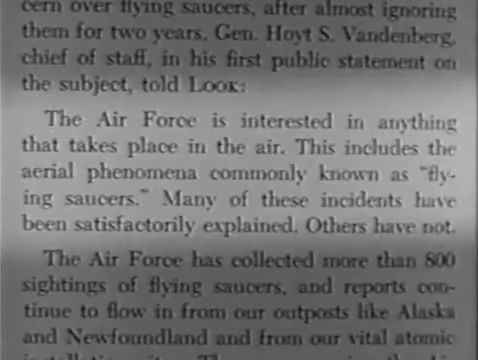 cern over flying saucers, after almost ignoring
them for two years, Gen. Hoyt S. Vandenberg,
chief of staff, in his first public statement on
the subject, told LOOK:
The Air Force is interested in anything
that takes place in the air. This includes the
aerial phenomena commonly known as "fly-
ing saucers." Many of these incidents have
been satisfactorily explained. Others have not.
The Air Force has collected more than 800
sightings of flying saucers, and reports con-
tinue to flow in from our outposts like Alaska
and Newfoundland and from our vital atomic